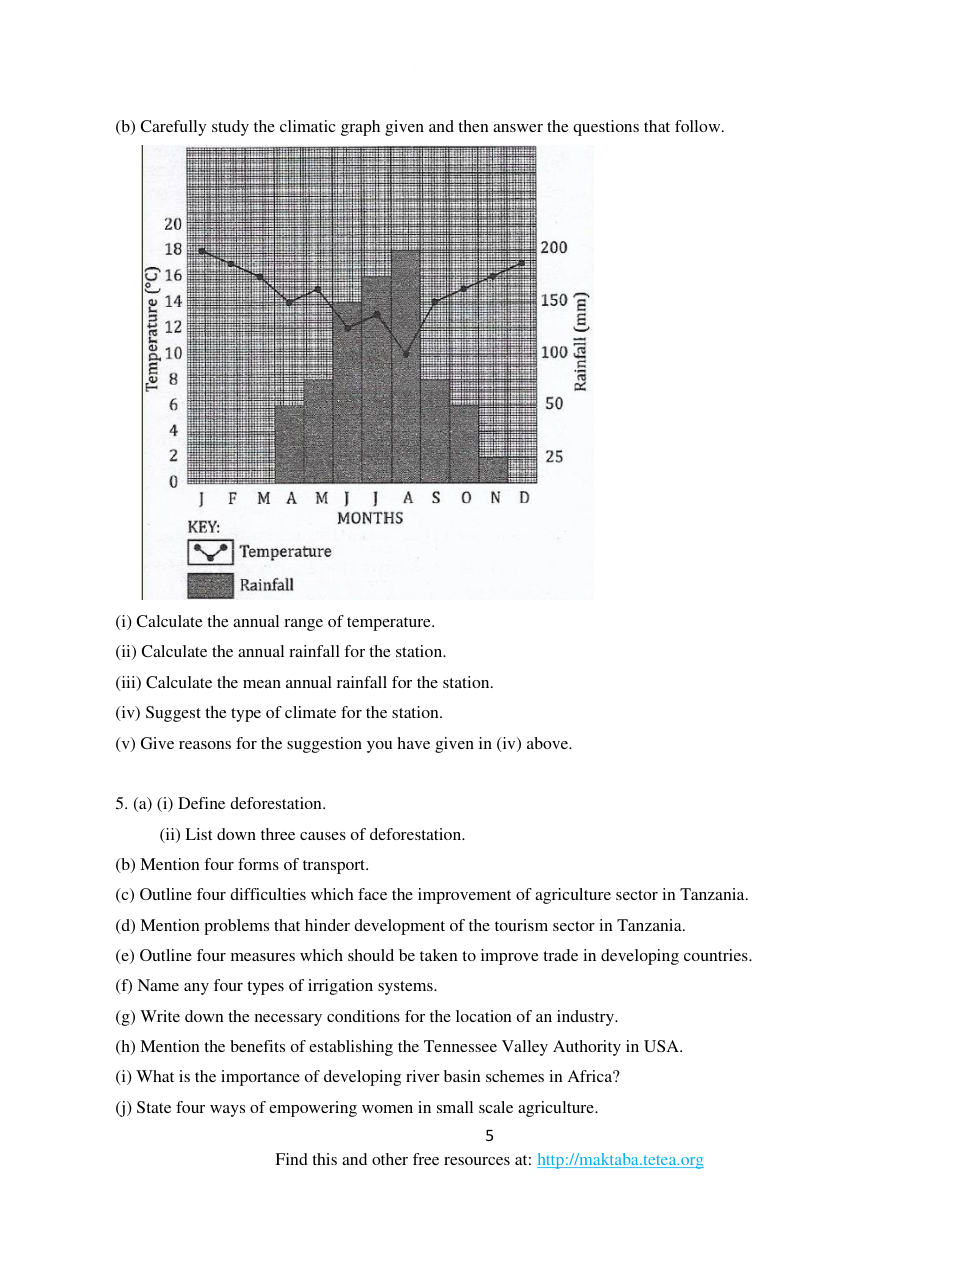 (b) Carefully study the climatic graph given and then answer the questions that follow.
20
18
16
14
12
10
8
6
4
2
0
Temperature (°C)
200
150
100
50
25
Rainfall (mm)
J F M A M J J A S O N D
MONTHS
KEY:
Temperature
Rainfall
(i) Calculate the annual range of temperature.
(ii) Calculate the annual rainfall for the station.
(iii) Calculate the mean annual rainfall for the station.
(iv) Suggest the type of climate for the station.
(v) Give reasons for the suggestion you have given in (iv) above.
5. (a) (i) Define deforestation.
(ii) List down three causes of deforestation.
(b) Mention four forms of transport.
(c) Outline four difficulties which face the improvement of agriculture sector in Tanzania.
(d) Mention problems that hinder development of the tourism sector in Tanzania.
(e) Outline four measures which should be taken to improve trade in developing countries.
(f) Name any four types of irrigation systems.
(g) Write down the necessary conditions for the location of an industry.
(h) Mention the benefits of establishing the Tennessee Valley Authority in USA.
(i) What is the importance of developing river basin schemes in Africa?
(j) State four ways of empowering women in small scale agriculture.
5
Find this and other free resources at: http://maktaba.tetea.org